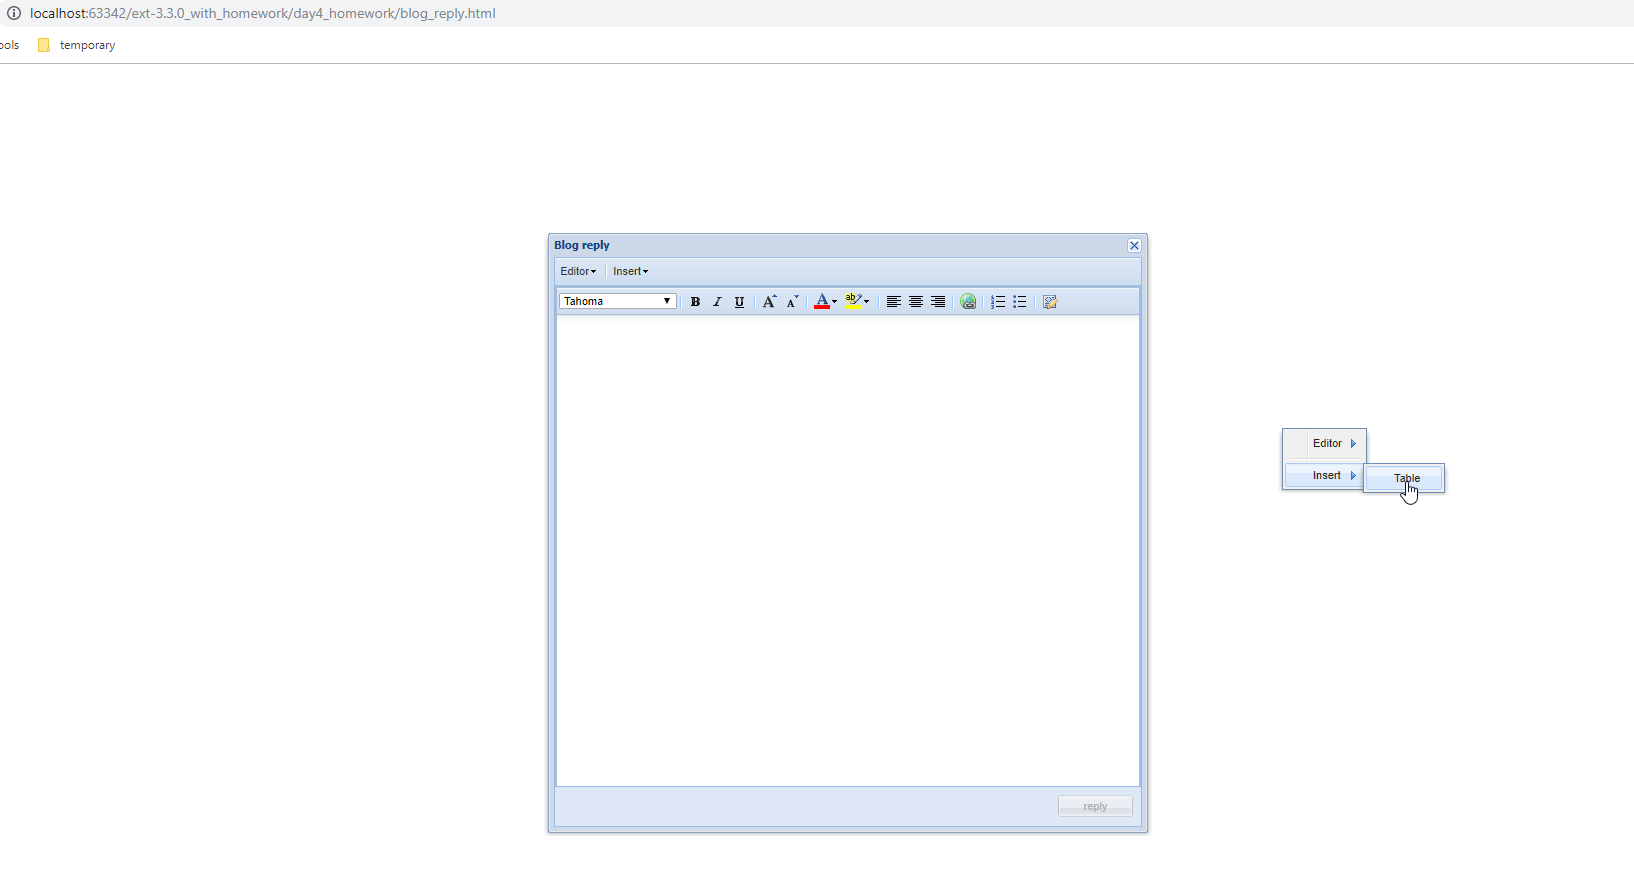 localhost:63342/ext-3.3.0_with_homework/day4_homework/blog_reply.html
ools temporary
Blog reply
Editor Insert
Tahoma B I U A A A ab
Editor
Insert Table
reply